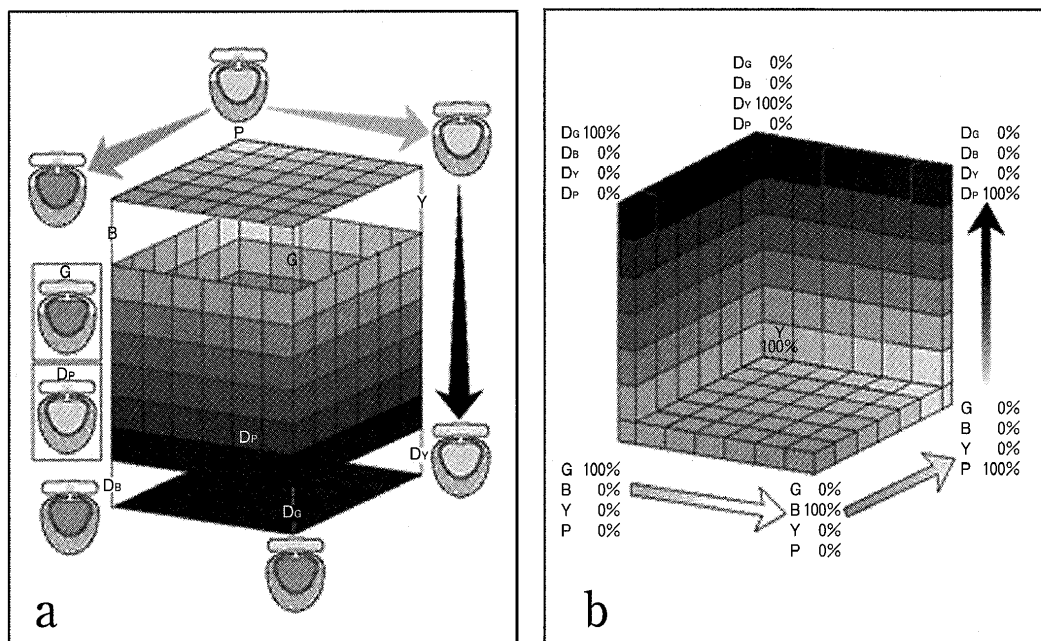 P
B
Y
G
G
DP
DP
DY
DB
DG
a
DG 0%
DB 0%
DY 100%
DP 0%
DG 100%
DB 0%
DY 0%
DP 0%
DG 0%
DB 0%
DY 0%
DP 100%
Y
100%
G 100%
B 0%
Y 0%
P 0%
G 0%
B 100%
Y 0%
P 0%
G 0%
B 0%
Y 0%
P 100%
b